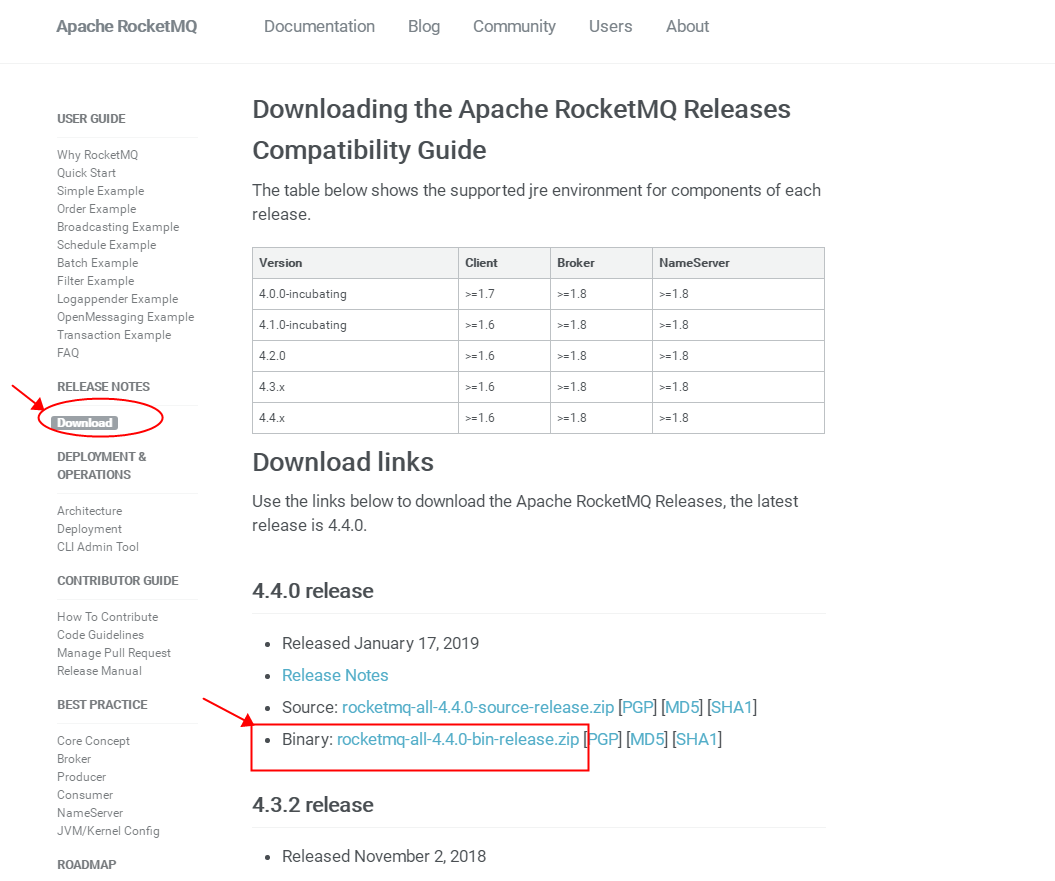 Apache RocketMQ Documentation Blog Community Users About
USER GUIDE
Why RocketMQ
Quick Start
Simple Example
Order Example
Broadcasting Example
Schedule Example
Batch Example
Filter Example
Logappender Example
OpenMessaging Example
Transaction Example
FAQ
RELEASE NOTES
Download
DEPLOYMENT &
OPERATIONS
Architecture
Deployment
CLI Admin Tool
CONTRIBUTOR GUIDE
How To Contribute
Code Guidelines
Manage Pull Request
Release Manual
BEST PRACTICE
Core Concept
Broker
Producer
Consumer
NameServer
JVM/Kernel Config
ROADMAP
Downloading the Apache RocketMQ Releases
Compatibility Guide
The table below shows the supported jre environment for components of each
release.
Version Client Broker NameServer
4.0.0-incubating >=1.7 >=1.8 >=1.8
4.1.0-incubating >=1.6 >=1.8 >=1.8
4.2.0 >=1.6 >=1.8 >=1.8
4.3.x >=1.6 >=1.8 >=1.8
4.4.x >=1.6 >=1.8 >=1.8
Download links
Use the links below to download the Apache RocketMQ Releases, the latest
release is 4.4.0.
4.4.0 release
• Released January 17, 2019
• Release Notes
• Source: rocketmq-all-4.4.0-source-release.zip [PGP] [MD5] [SHA1]
• Binary: rocketmq-all-4.4.0-bin-release.zip [PGP] [MD5] [SHA1]
4.3.2 release
• Released November 2, 2018